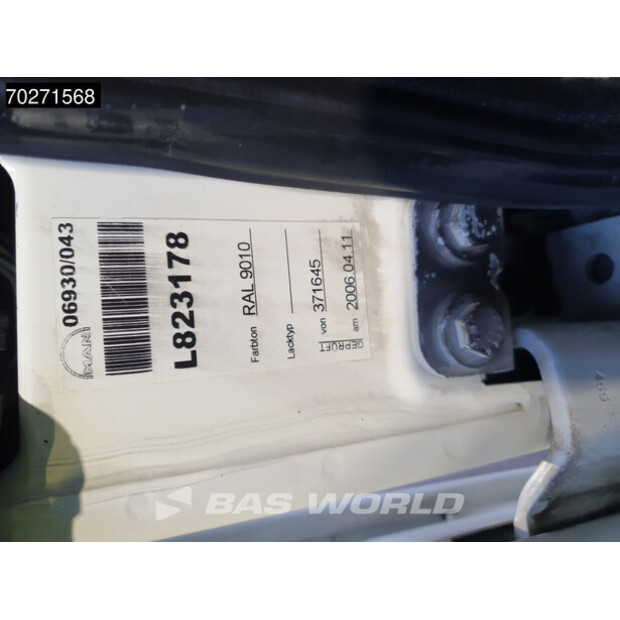 70271568
MAN
06930/043
L823178
Farbton RAL 9010
Lacktyp
von 371645
am 2006.04.11
GEPRÜFT
BAS WORLD